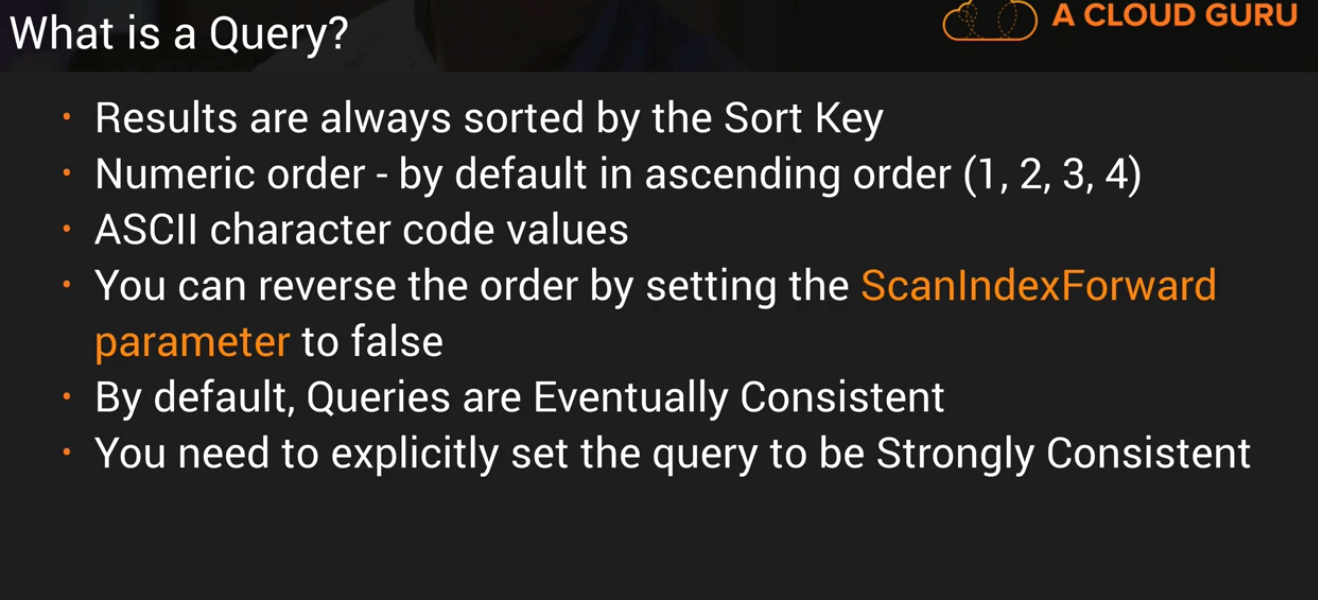 What is a Query?
A CLOUD GURU
• Results are always sorted by the Sort Key
• Numeric order - by default in ascending order (1, 2, 3, 4)
• ASCII character code values
• You can reverse the order by setting the ScanIndexForward
parameter to false
• By default, Queries are Eventually Consistent
• You need to explicitly set the query to be Strongly Consistent